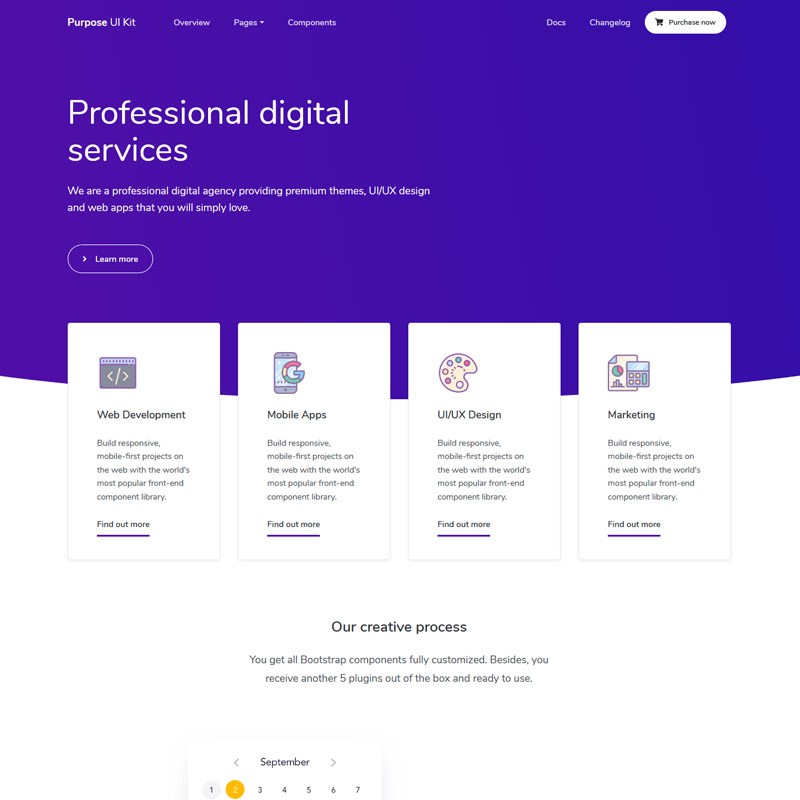 Purpose UI Kit Overview Pages Components Docs Changelog Purchase now
Professional digital
services
We are a professional digital agency providing premium themes, UI/UX design
and web apps that you will simply love.
Learn more
Web Development
Build responsive,
mobile-first projects on
the web with the world's
most popular front-end
component library.
Find out more
Mobile Apps
Build responsive,
mobile-first projects on
the web with the world's
most popular front-end
component library.
Find out more
UI/UX Design
Build responsive,
mobile-first projects on
the web with the world's
most popular front-end
component library.
Find out more
Marketing
Build responsive,
mobile-first projects on
the web with the world's
most popular front-end
component library.
Find out more
Our creative process
You get all Bootstrap components fully customized. Besides, you
receive another 5 plugins out of the box and ready to use.
September
1 2 3 4 5 6 7